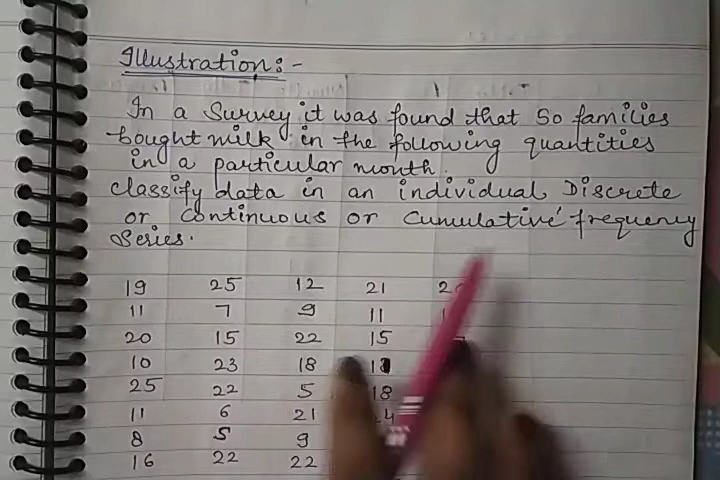 Illustration:-
In a Survey it was found that 50 families
bought milk in the following quantities
in a particular month.
classify data in an individual Discrete
or continuous or Cumulative frequency
Series.
19 25 12 21
11 7 9 11
20 15 22 15
10 23 18
25 22 5 18
11 6 21
8 5 9
16 22 22